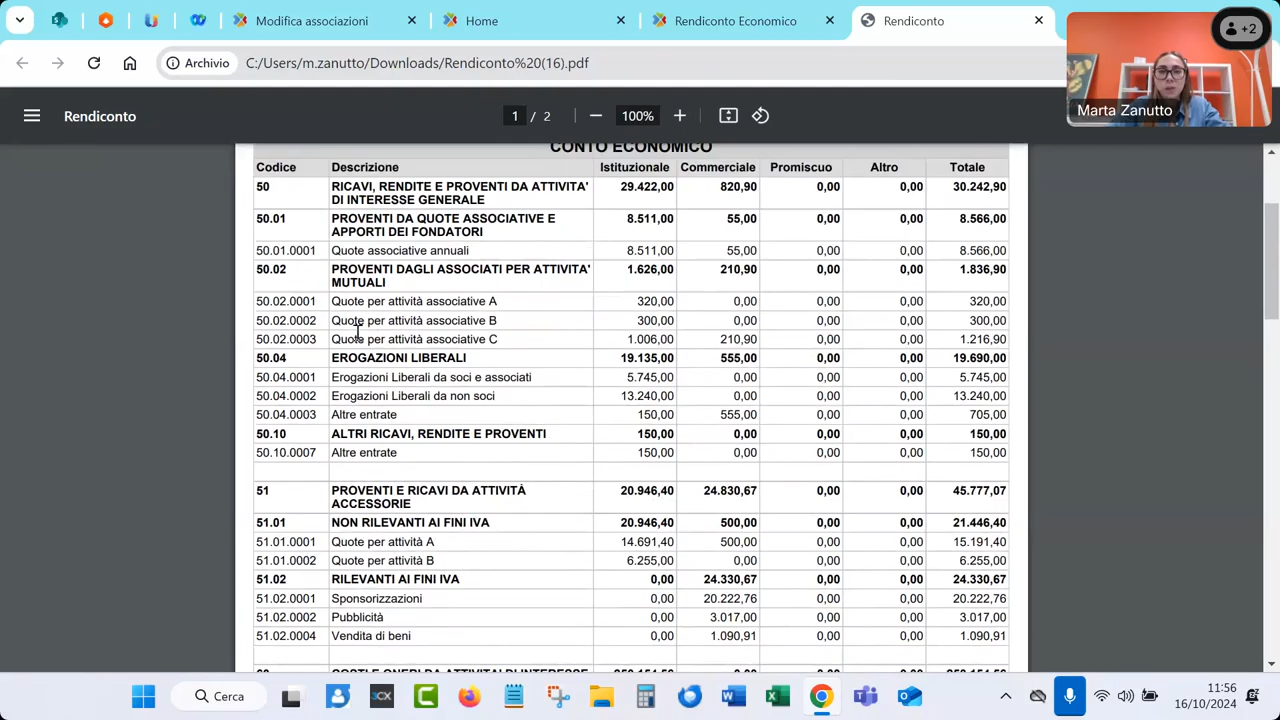 Modifica associazioni
Home
Rendiconto Economico
Rendiconto
+2
Archivio C:/Users/m.zanutto/Downloads/Rendiconto%20(16).pdf
Marta Zanutto
Rendiconto 1 / 2 100%
CONTO ECONOMICO
Codice Descrizione Istituzionale Commerciale Promiscuo Altro Totale
50 RICAVI, RENDITE E PROVENTI DA ATTIVITA' 29.422,00 820,90 0,00 0,00 30.242,90
DI INTERESSE GENERALE
50.01 PROVENTI DA QUOTE ASSOCIATIVE E 8.511,00 55,00 0,00 0,00 8.566,00
APPORTI DEI FONDATORI
50.01.0001 Quote associative annuali 8.511,00 55,00 0,00 0,00 8.566,00
50.02 PROVENTI DAGLI ASSOCIATI PER ATTIVITA' 1.626,00 210,90 0,00 0,00 1.836,90
MUTUALI
50.02.0001 Quote per attività associative A 320,00 0,00 0,00 0,00 320,00
50.02.0002 Quote per attività associative B 300,00 0,00 0,00 0,00 300,00
50.02.0003 Quote per attività associative C 1.006,00 210,90 0,00 0,00 1.216,90
50.04 EROGAZIONI LIBERALI 19.135,00 555,00 0,00 0,00 19.690,00
50.04.0001 Erogazioni Liberali da soci e associati 5.745,00 0,00 0,00 0,00 5.745,00
50.04.0002 Erogazioni Liberali da non soci 13.240,00 0,00 0,00 0,00 13.240,00
50.04.0003 Altre entrate 150,00 555,00 0,00 0,00 705,00
50.10 ALTRI RICAVI, RENDITE E PROVENTI 150,00 0,00 0,00 0,00 150,00
50.10.0007 Altre entrate 150,00 0,00 0,00 0,00 150,00
51 PROVENTI E RICAVI DA ATTIVITÀ 20.946,40 24.830,67 0,00 0,00 45.777,07
ACCESSORIE
51.01 NON RILEVANTI AI FINI IVA 20.946,40 500,00 0,00 0,00 21.446,40
51.01.0001 Quote per attività A 14.691,40 500,00 0,00 0,00 15.191,40
51.01.0002 Quote per attività B 6.255,00 0,00 0,00 0,00 6.255,00
51.02 RILEVANTI AI FINI IVA 0,00 24.330,67 0,00 0,00 24.330,67
51.02.0001 Sponsorizzazioni 0,00 20.222,76 0,00 0,00 20.222,76
51.02.0002 Pubblicità 0,00 3.017,00 0,00 0,00 3.017,00
51.02.0004 Vendita di beni 0,00 1.090,91 0,00 0,00 1.090,91
Cerca
3CX
11:56
16/10/2024